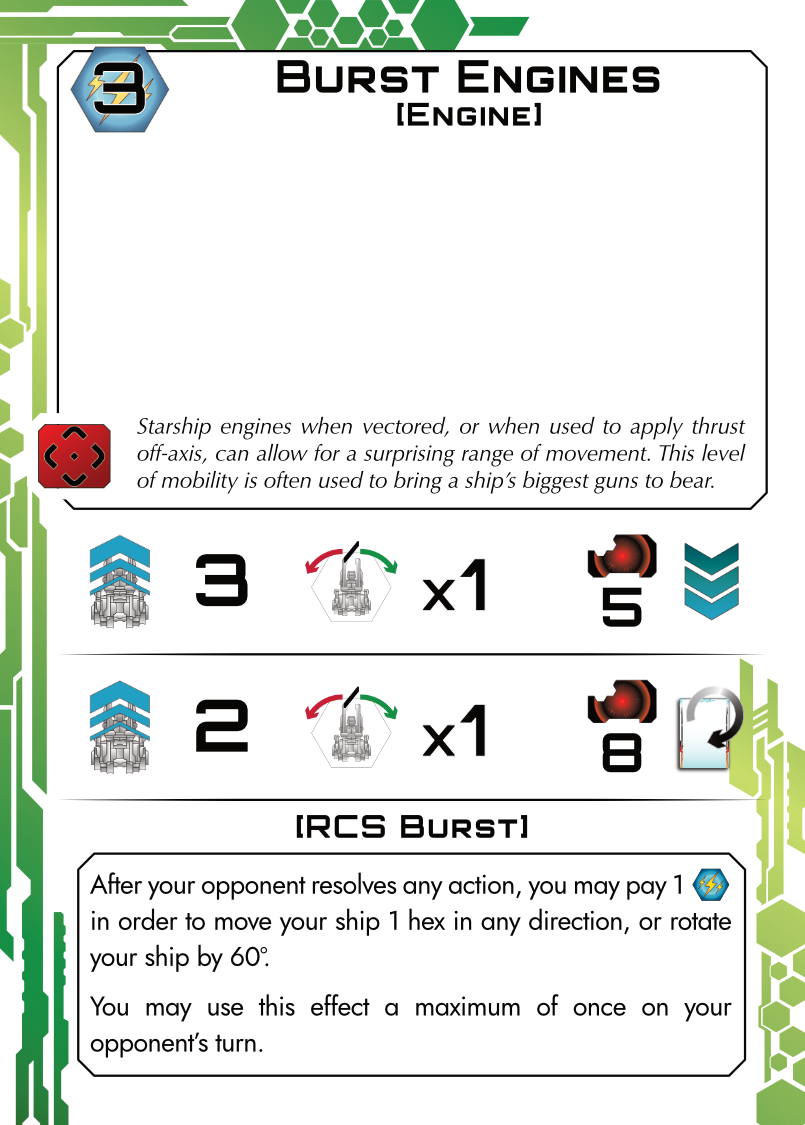 3
BURST ENGINES
[ENGINE]
Starship engines when vectored, or when used to apply thrust
off-axis, can allow for a surprising range of movement. This level
of mobility is often used to bring a ship's biggest guns to bear.
3 x1 5
2 x1 8
[RCS BURST]
After your opponent resolves any action, you may pay 1
in order to move your ship 1 hex in any direction, or rotate
your ship by 60°.
You may use this effect a maximum of once on your
opponent's turn.